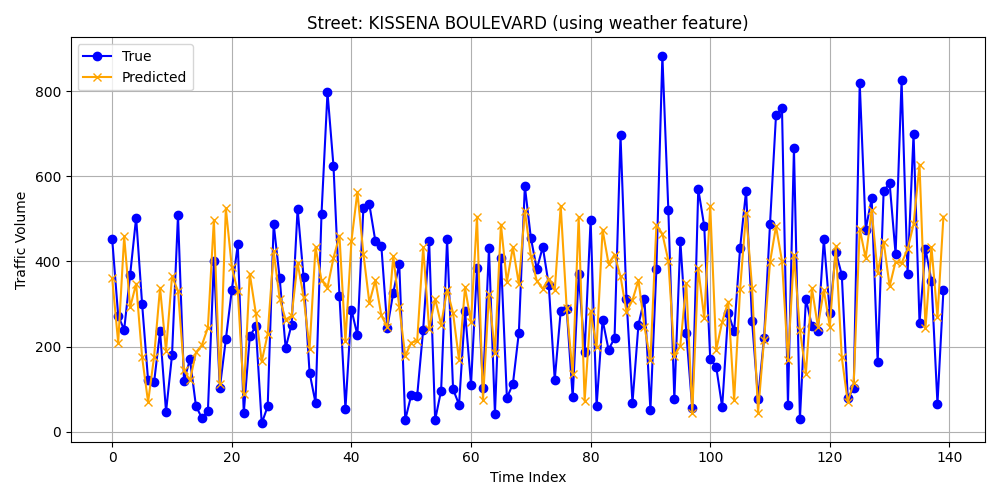 Street: KISSENA BOULEVARD (using weather feature)
True
Predicted
800
600
400
200
0
Traffic Volume
0 20 40 60 80 100 120 140
Time Index